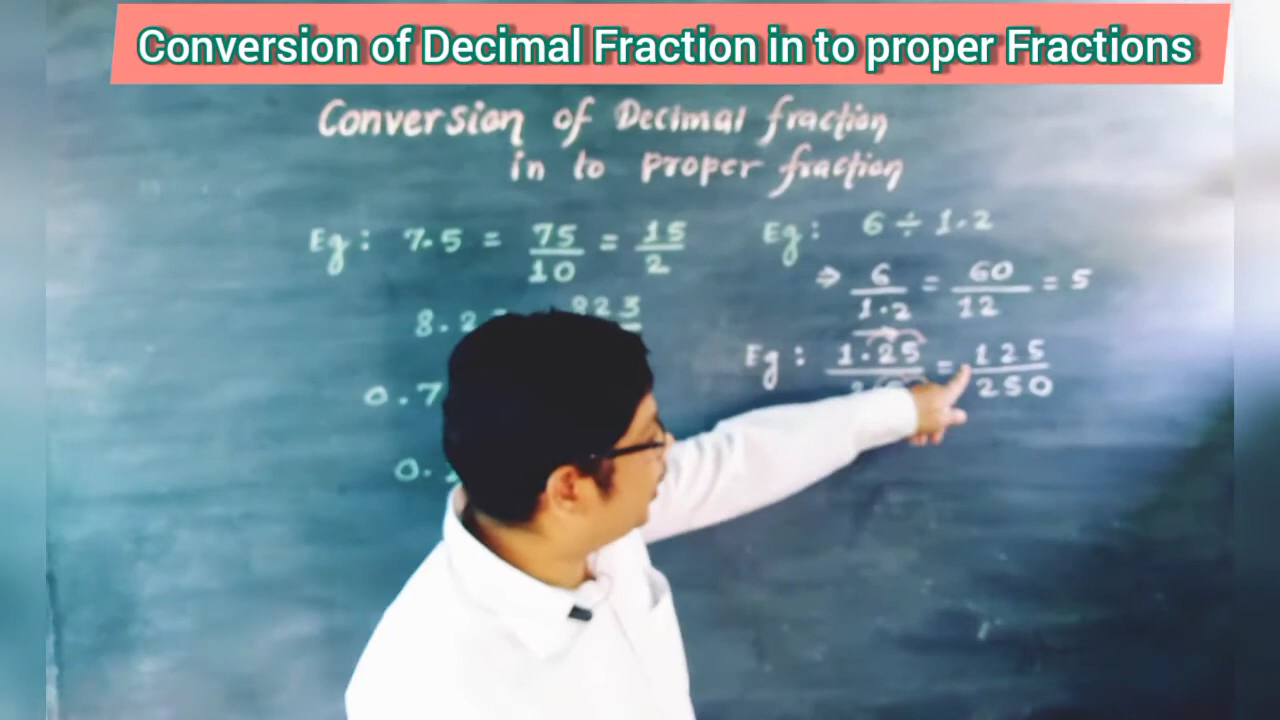 Conversion of Decimal Fraction in to proper Fractions
Conversion of Decimal fraction
in to proper fraction
Eg: 7.5 = 75/10 = 15/2
8.2
0.7
0.
Eg: 6 ÷ 1.2
⇒ 6/1.2 = 60/12 = 5
Eg: 1.25/ = 125/250